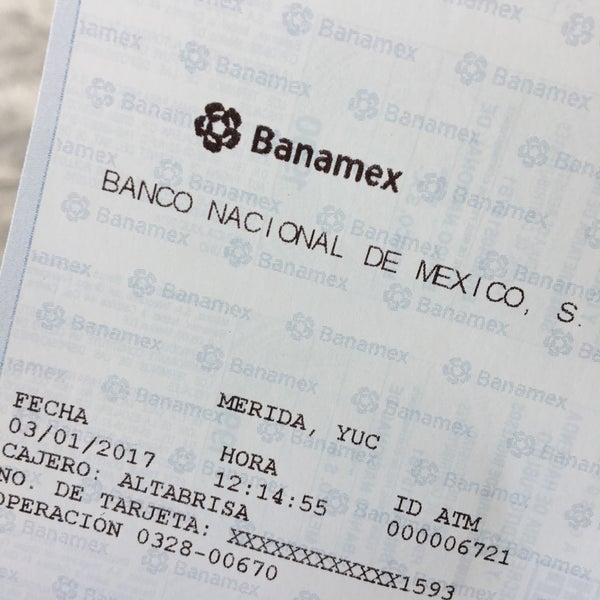 Banamex
BANCO NACIONAL DE MEXICO, S.
MERIDA, YUC
FECHA HORA ID ATM
03/01/2017 12:14:55 000006721
CAJERO: ALTABRISA
NO. DE TARJETA: XXXXXXXXXXXX1593
OPERACION 0328-00670